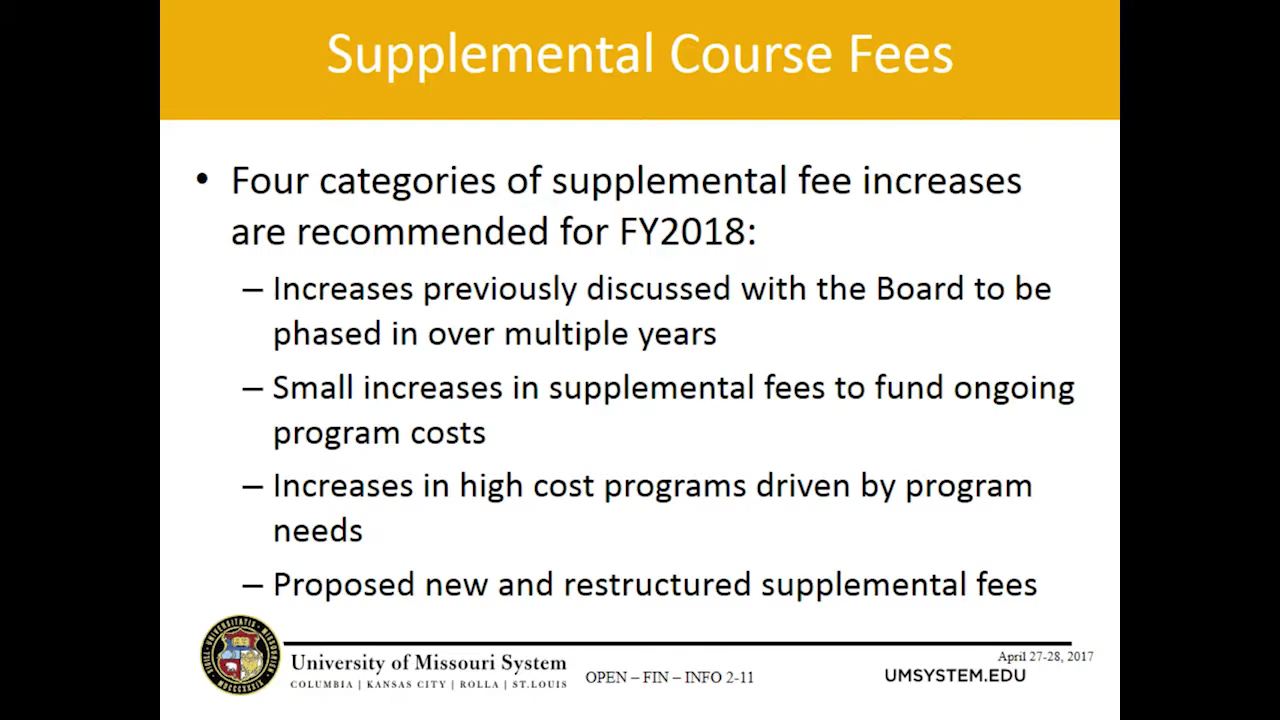 Supplemental Course Fees
• Four categories of supplemental fee increases
are recommended for FY2018:
– Increases previously discussed with the Board to be
phased in over multiple years
– Small increases in supplemental fees to fund ongoing
program costs
– Increases in high cost programs driven by program
needs
– Proposed new and restructured supplemental fees
University of Missouri System
COLUMBIA | KANSAS CITY | ROLLA | ST.LOUIS
OPEN – FIN – INFO 2-11
April 27-28, 2017
UMSYSTEM.EDU